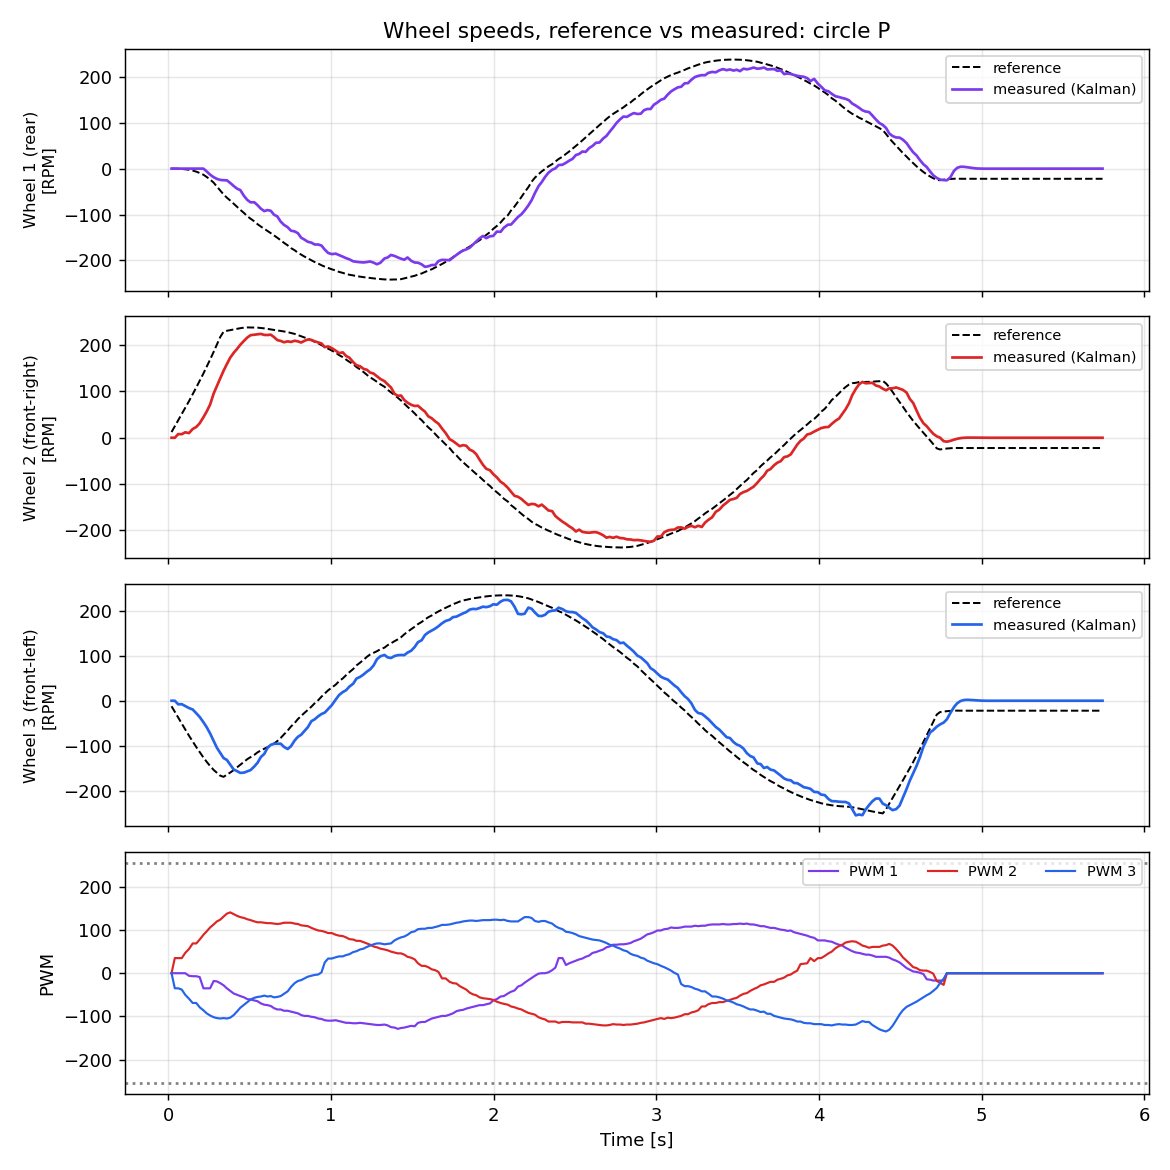 Wheel speeds, reference vs measured: circle P
Wheel 1 (rear)
[RPM]
200
100
0
−100
−200
reference
measured (Kalman)
Wheel 2 (front-right)
[RPM]
200
100
0
−100
−200
reference
measured (Kalman)
Wheel 3 (front-left)
[RPM]
200
100
0
−100
−200
reference
measured (Kalman)
PWM
200
100
0
−100
−200
PWM 1 PWM 2 PWM 3
0 1 2 3 4 5 6
Time [s]